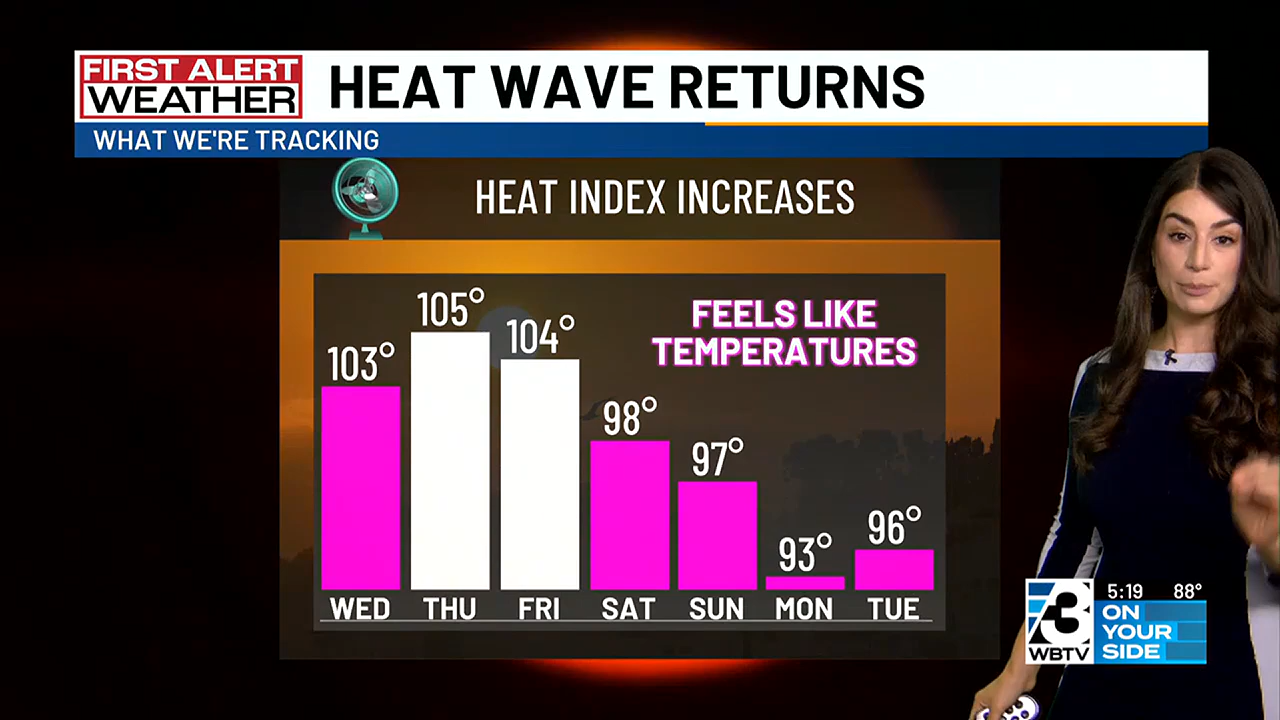 FIRST ALERT
WEATHER
HEAT WAVE RETURNS
WHAT WE'RE TRACKING
HEAT INDEX INCREASES
FEELS LIKE
TEMPERATURES
103° 105° 104° 98° 97° 93° 96°
WED THU FRI SAT SUN MON TUE
5:19 88°
3
WBTV
ON
YOUR
SIDE